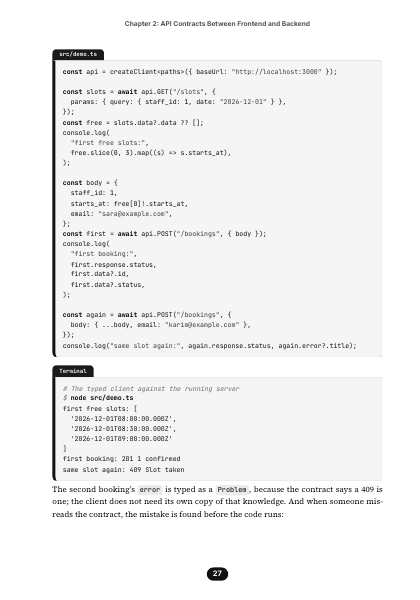 Chapter 2: API Contracts Between Frontend and Backend
src/demo.ts
const api = createClient<paths>({ baseUrl: "http://localhost:3000" });
const slots = await api.GET("/slots", {
  params: { query: { staff_id: 1, date: "2026-12-01" } },
});
const free = slots.data?.data ?? [];
console.log(
  "first free slots:",
  free.slice(0, 3).map((s) => s.starts_at),
);
const body = {
  staff_id: 1,
  starts_at: free[0]!.starts_at,
  email: "sara@example.com",
};
const first = await api.POST("/bookings", { body });
console.log(
  "first booking:",
  first.response.status,
  first.data?.id,
  first.data?.status,
);
const again = await api.POST("/bookings", {
  body: { ...body, email: "karim@example.com" },
});
console.log("same slot again:", again.response.status, again.error?.title);
Terminal
# The typed client against the running server
$ node src/demo.ts
first free slots: [
  '2026-12-01T08:00:00.000Z',
  '2026-12-01T08:30:00.000Z',
  '2026-12-01T09:00:00.000Z'
]
first booking: 201 1 confirmed
same slot again: 409 Slot taken
The second booking's error is typed as a Problem, because the contract says a 409 is
one; the client does not need its own copy of that knowledge. And when someone mis-
reads the contract, the mistake is found before the code runs:
27